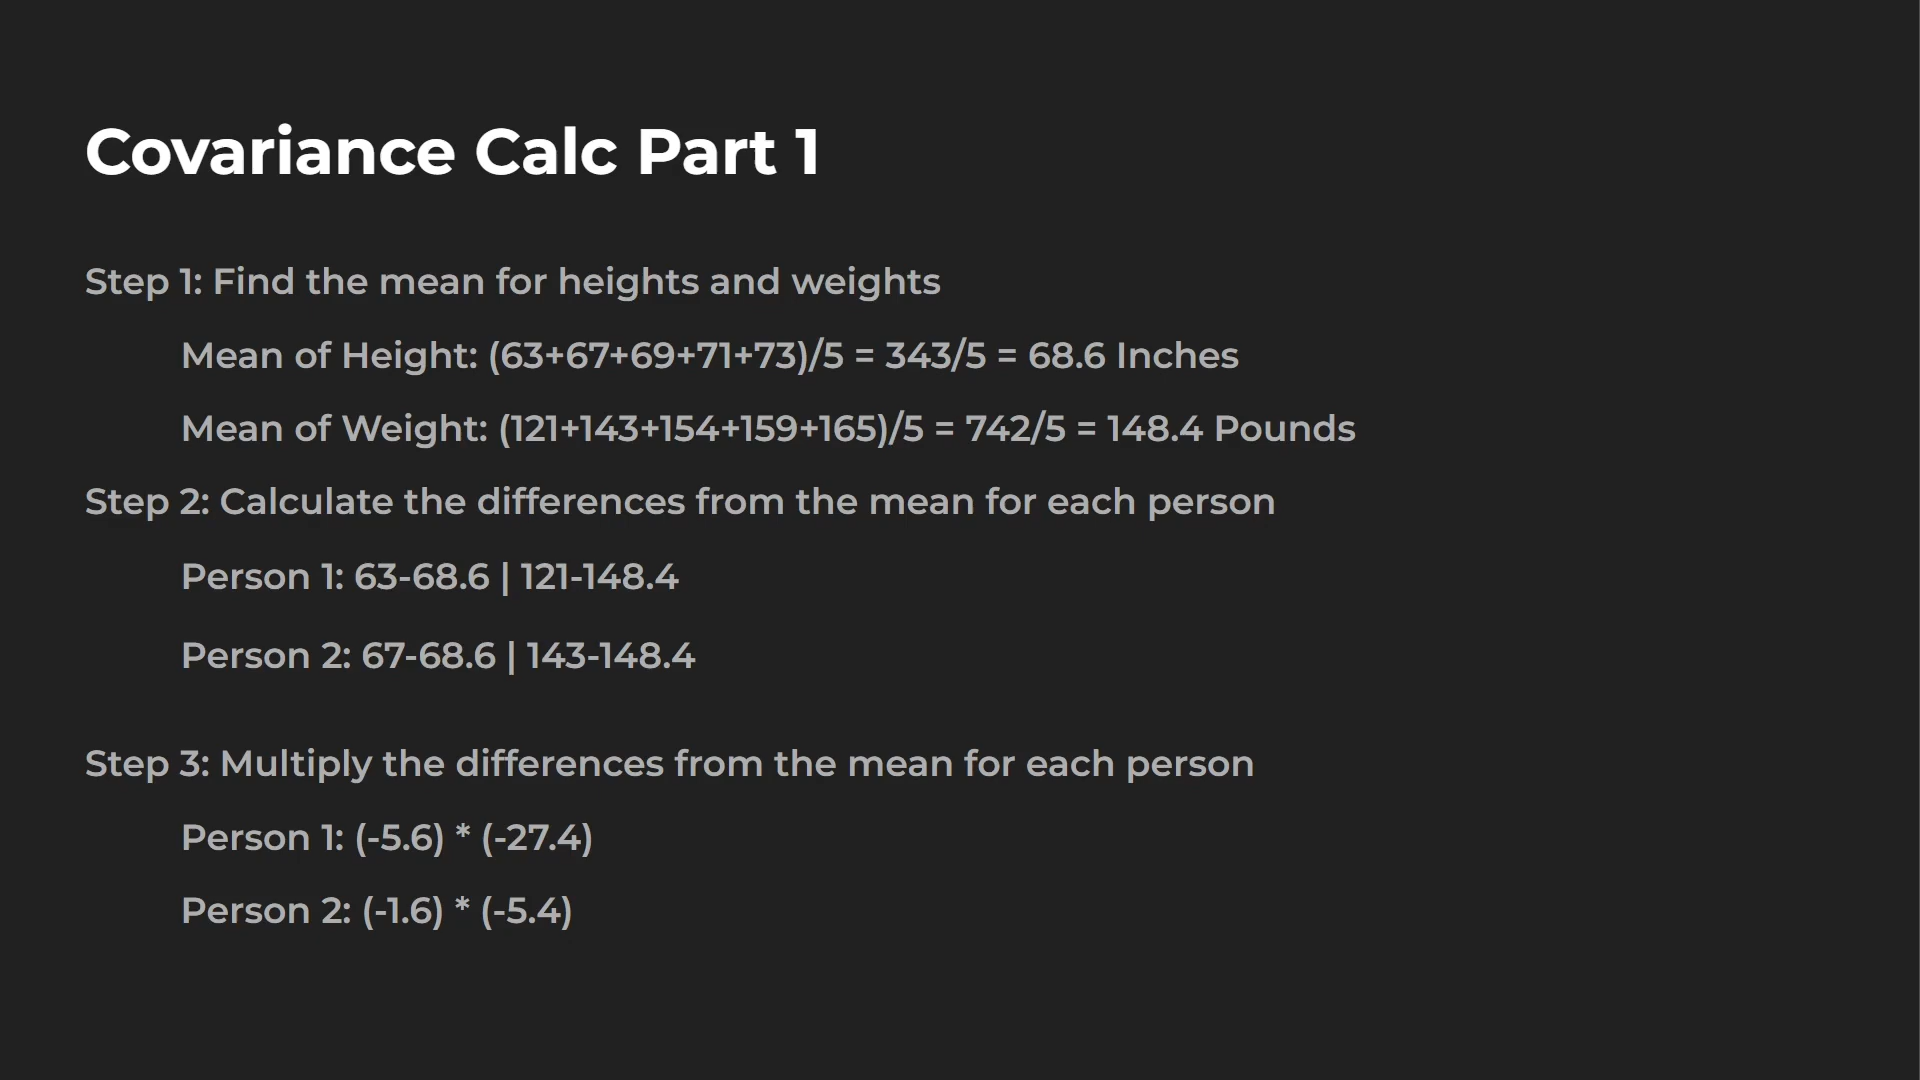 Covariance Calc Part 1
Step 1: Find the mean for heights and weights
Mean of Height: (63+67+69+71+73)/5 = 343/5 = 68.6 Inches
Mean of Weight: (121+143+154+159+165)/5 = 742/5 = 148.4 Pounds
Step 2: Calculate the differences from the mean for each person
Person 1: 63-68.6 | 121-148.4
Person 2: 67-68.6 | 143-148.4
Step 3: Multiply the differences from the mean for each person
Person 1: (-5.6) * (-27.4)
Person 2: (-1.6) * (-5.4)